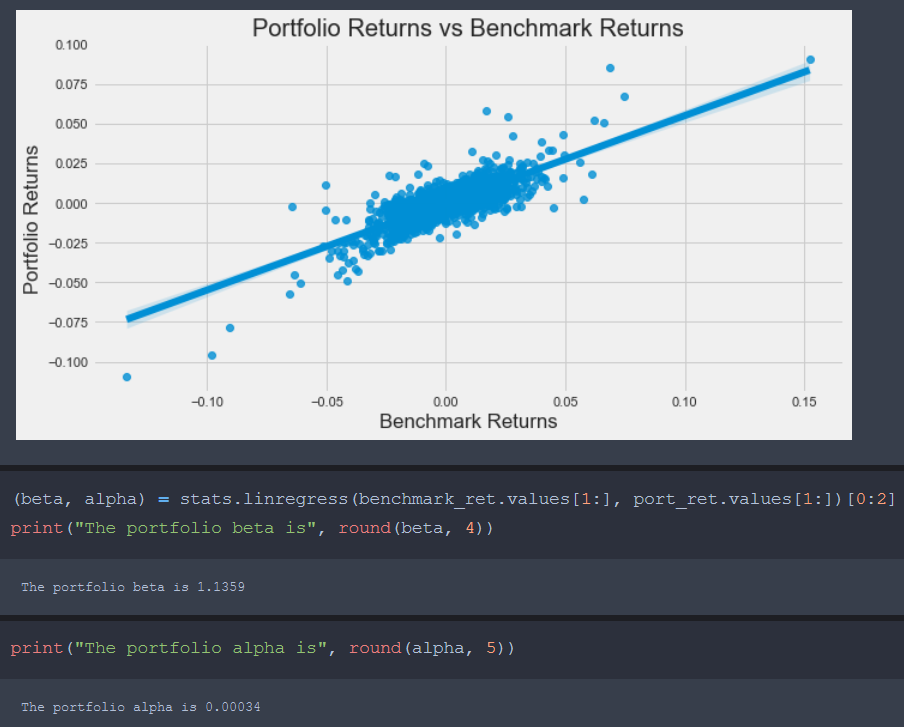 Portfolio Returns vs Benchmark Returns
0.100
0.075
0.050
0.025
0.000
−0.025
−0.050
−0.075
−0.100
Portfolio Returns
−0.10
−0.05
0.00
0.05
0.10
0.15
Benchmark Returns
(beta, alpha) = stats.linregress(benchmark_ret.values[1:], port_ret.values[1:])[0:2]
print("The portfolio beta is", round(beta, 4))
The portfolio beta is 1.1359
print("The portfolio alpha is", round(alpha, 5))
The portfolio alpha is 0.00034